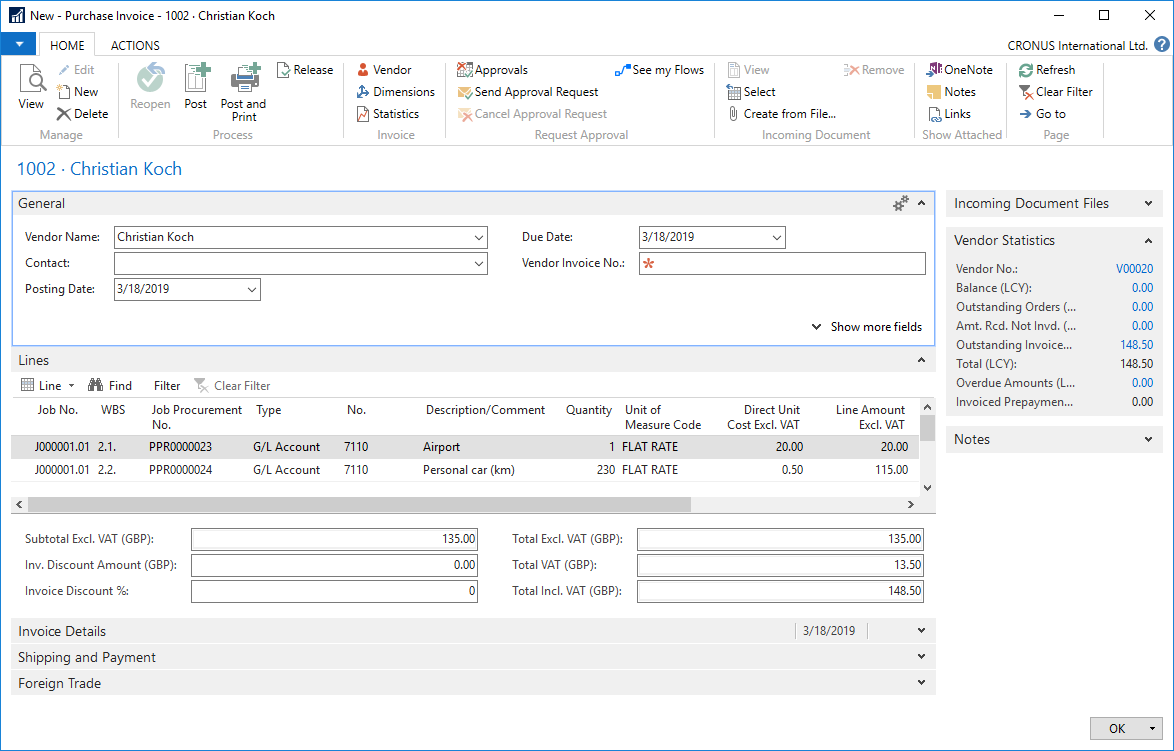 New - Purchase Invoice - 1002 · Christian Koch
HOME ACTIONS CRONUS International Ltd. ?
View Edit New Delete Manage
Reopen Post Post and Print Release Process
Vendor Dimensions Statistics Invoice
Approvals Send Approval Request Cancel Approval Request See my Flows Request Approval
View Select Create from File... Remove Incoming Document
OneNote Notes Links Show Attached
Refresh Clear Filter Go to Page
1002 · Christian Koch
General
Vendor Name: Christian Koch Due Date: 3/18/2019
Contact: Vendor Invoice No.: *
Posting Date: 3/18/2019
Show more fields
Lines
Line Find Filter Clear Filter
Job No. WBS Job Procurement No. Type No. Description/Comment Quantity Unit of Measure Code Direct Unit Cost Excl. VAT Line Amount Excl. VAT
J000001.01 2.1. PPR0000023 G/L Account 7110 Airport 1 FLAT RATE 20.00 20.00
J000001.01 2.2. PPR0000024 G/L Account 7110 Personal car (km) 230 FLAT RATE 0.50 115.00
Subtotal Excl. VAT (GBP): 135.00 Total Excl. VAT (GBP): 135.00
Inv. Discount Amount (GBP): 0.00 Total VAT (GBP): 13.50
Invoice Discount %: 0 Total Incl. VAT (GBP): 148.50
Invoice Details 3/18/2019
Shipping and Payment
Foreign Trade
Incoming Document Files
Vendor Statistics
Vendor No.: V00020
Balance (LCY): 0.00
Outstanding Orders (... 0.00
Amt. Rcd. Not Invd. (... 0.00
Outstanding Invoice... 148.50
Total (LCY): 148.50
Overdue Amounts (L... 0.00
Invoiced Prepaymen... 0.00
Notes
OK